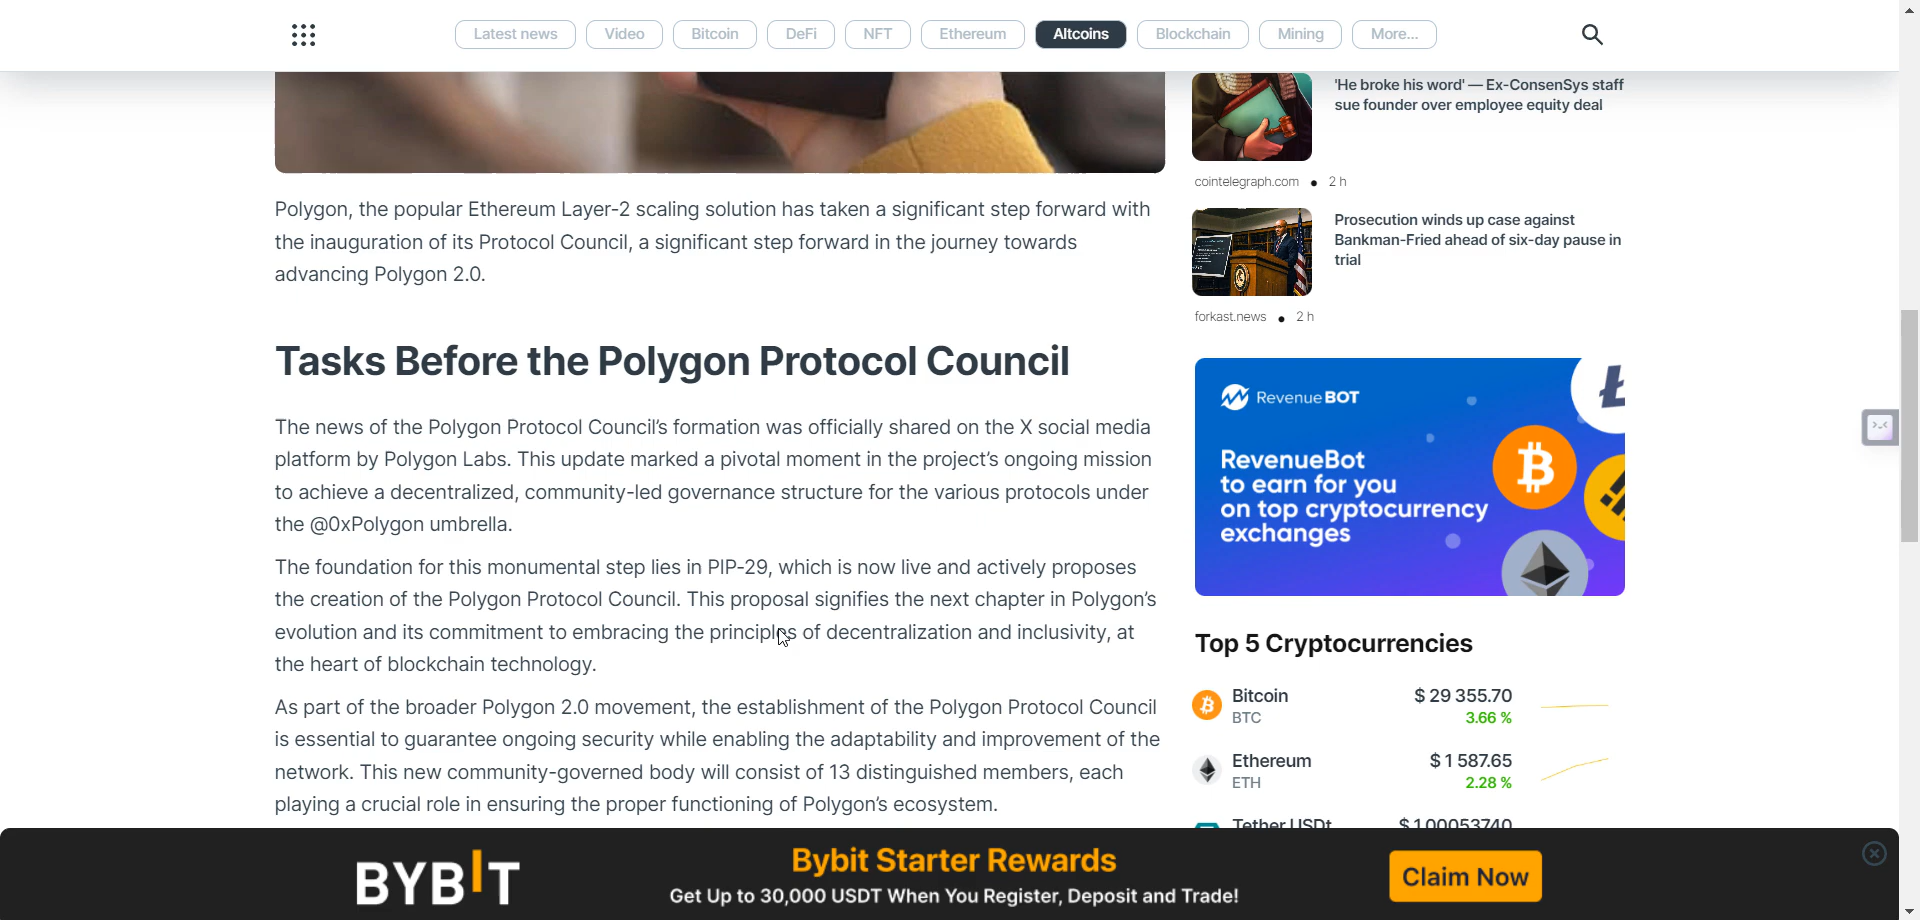 Latest news Video Bitcoin DeFi NFT Ethereum Altcoins Blockchain Mining More...
Polygon, the popular Ethereum Layer-2 scaling solution has taken a significant step forward with
the inauguration of its Protocol Council, a significant step forward in the journey towards
advancing Polygon 2.0.
Tasks Before the Polygon Protocol Council
The news of the Polygon Protocol Council's formation was officially shared on the X social media
platform by Polygon Labs. This update marked a pivotal moment in the project's ongoing mission
to achieve a decentralized, community-led governance structure for the various protocols under
the @0xPolygon umbrella.
The foundation for this monumental step lies in PIP-29, which is now live and actively proposes
the creation of the Polygon Protocol Council. This proposal signifies the next chapter in Polygon's
evolution and its commitment to embracing the principles of decentralization and inclusivity, at
the heart of blockchain technology.
As part of the broader Polygon 2.0 movement, the establishment of the Polygon Protocol Council
is essential to guarantee ongoing security while enabling the adaptability and improvement of the
network. This new community-governed body will consist of 13 distinguished members, each
playing a crucial role in ensuring the proper functioning of Polygon's ecosystem.
'He broke his word' — Ex-ConsenSys staff
sue founder over employee equity deal
cointelegraph.com • 2 h
Prosecution winds up case against
Bankman-Fried ahead of six-day pause in
trial
forkast.news • 2 h
RevenueBOT
RevenueBot
to earn for you
on top cryptocurrency
exchanges
Top 5 Cryptocurrencies
Bitcoin $ 29 355.70
BTC 3.66 %
Ethereum $ 1 587.65
ETH 2.28 %
Tether USDt $ 1.00053740
BYBIT
Bybit Starter Rewards
Get Up to 30,000 USDT When You Register, Deposit and Trade!
Claim Now